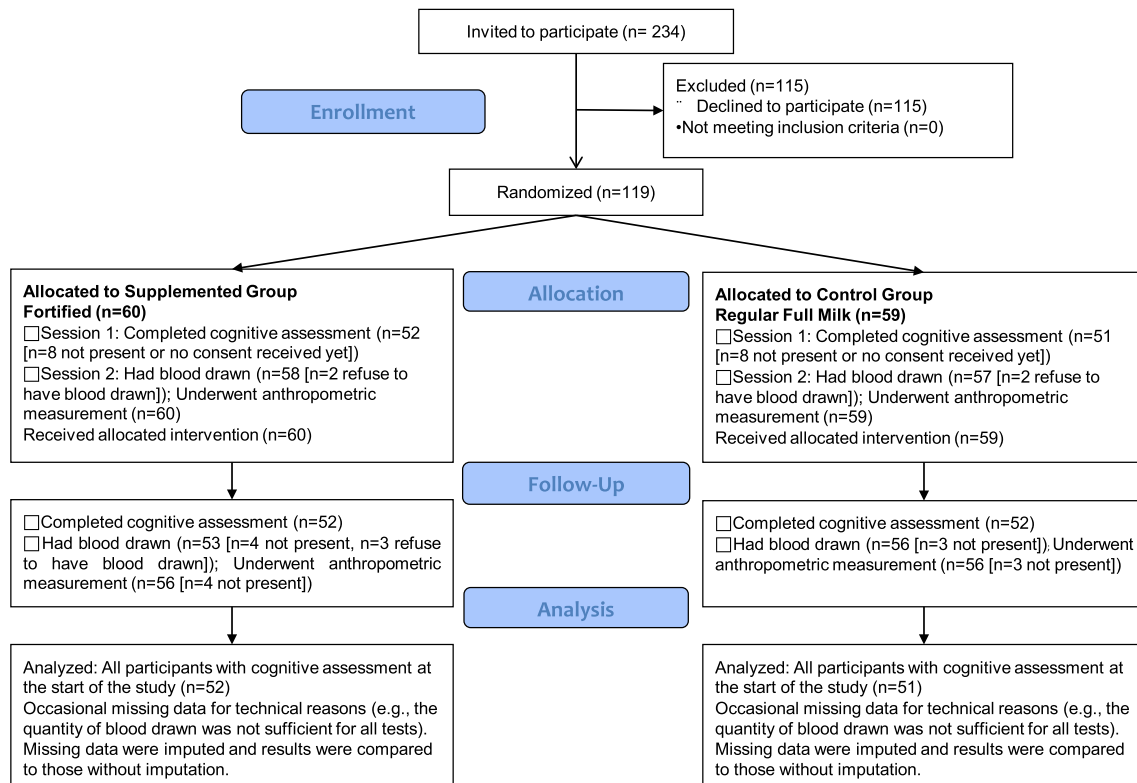 Invited to participate (n= 234)
Enrollment
Excluded (n=115)
¨ Declined to participate (n=115)
•Not meeting inclusion criteria (n=0)
Randomized (n=119)
Allocation
Allocated to Supplemented Group
Fortified (n=60)
□Session 1: Completed cognitive assessment (n=52
[n=8 not present or no consent received yet])
□Session 2: Had blood drawn (n=58 [n=2 refuse to
have blood drawn]); Underwent anthropometric
measurement (n=60)
Received allocated intervention (n=60)
Allocated to Control Group
Regular Full Milk (n=59)
□Session 1: Completed cognitive assessment (n=51
[n=8 not present or no consent received yet])
□Session 2: Had blood drawn (n=57 [n=2 refuse to
have blood drawn]); Underwent anthropometric
measurement (n=59)
Received allocated intervention (n=59)
Follow-Up
□Completed cognitive assessment (n=52)
□Had blood drawn (n=53 [n=4 not present, n=3 refuse
to have blood drawn]); Underwent anthropometric
measurement (n=56 [n=4 not present])
□Completed cognitive assessment (n=52)
□Had blood drawn (n=56 [n=3 not present]); Underwent
anthropometric measurement (n=56 [n=3 not present])
Analysis
Analyzed: All participants with cognitive assessment at
the start of the study (n=52)
Occasional missing data for technical reasons (e.g., the
quantity of blood drawn was not sufficient for all tests).
Missing data were imputed and results were compared
to those without imputation.
Analyzed: All participants with cognitive assessment at
the start of the study (n=51)
Occasional missing data for technical reasons (e.g., the
quantity of blood drawn was not sufficient for all tests).
Missing data were imputed and results were compared
to those without imputation.